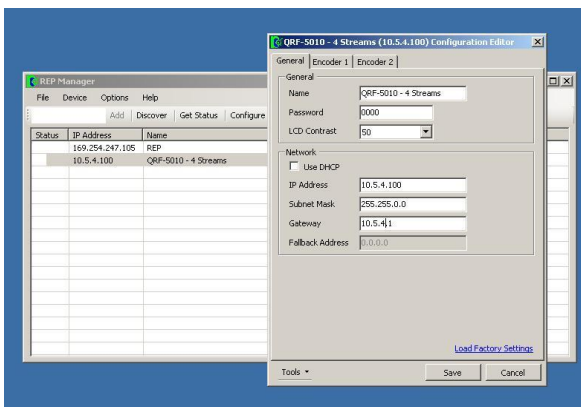 REP Manager
File Device Options Help
Add Discover Get Status Configure
Status IP Address Name
169.254.247.105 REP
10.5.4.100 QRF-5010 - 4 Streams
QRF-5010 - 4 Streams (10.5.4.100) Configuration Editor
General Encoder 1 Encoder 2
General
Name QRF-5010 - 4 Streams
Password 0000
LCD Contrast 50
Network
Use DHCP
IP Address 10.5.4.100
Subnet Mask 255.255.0.0
Gateway 10.5.4.1
Fallback Address 0.0.0.0
Load Factory Settings
Tools Save Cancel